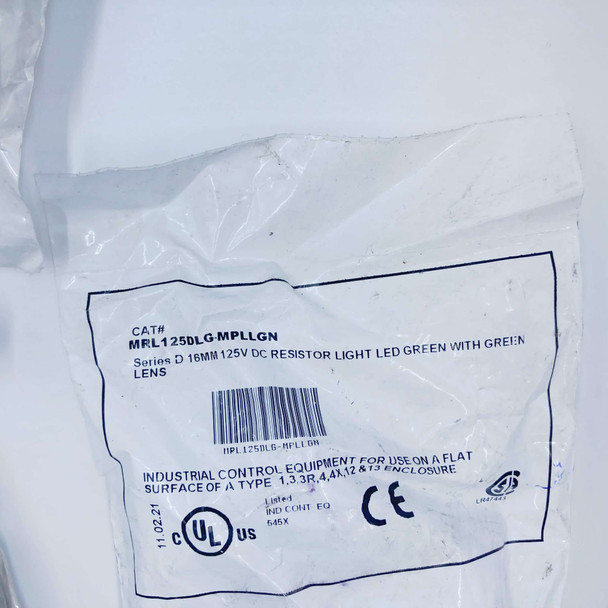 CAT#
MRL125DLG-MPLLGN
Series D 16MM 125V DC RESISTOR LIGHT LED GREEN WITH GREEN
LENS
MRL125DLG-MPLLGN
INDUSTRIAL CONTROL EQUIPMENT FOR USE ON A FLAT
SURFACE OF A TYPE 1,3.3R,4,4X,12 & 13 ENCLOSURE
11.02.21
C UL US
Listed
IND CONT EQ
545X
CE
LR47443